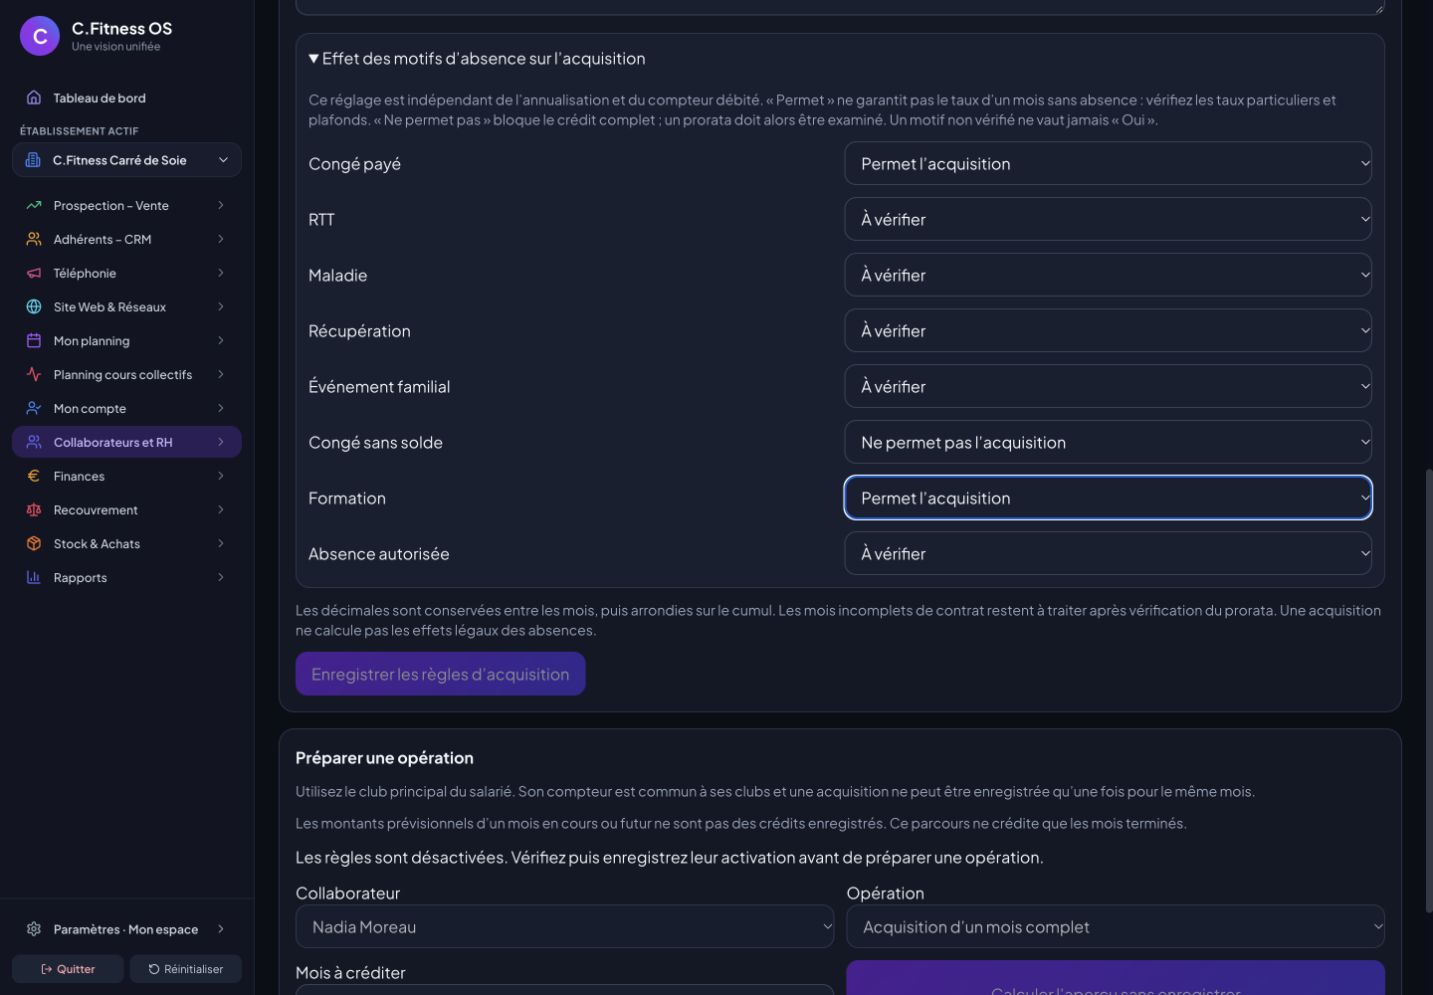 C
C.Fitness OS
Une vision unifiée
Tableau de bord
ÉTABLISSEMENT ACTIF
C.Fitness Carré de Soie
Prospection – Vente
Adhérents – CRM
Téléphonie
Site Web & Réseaux
Mon planning
Planning cours collectifs
Mon compte
Collaborateurs et RH
Finances
Recouvrement
Stock & Achats
Rapports
Paramètres · Mon espace
Quitter
Réinitialiser
▼ Effet des motifs d’absence sur l’acquisition
Ce réglage est indépendant de l’annualisation et du compteur débité. « Permet » ne garantit pas le taux d’un mois sans absence : vérifiez les taux particuliers et
plafonds. « Ne permet pas » bloque le crédit complet ; un prorata doit alors être examiné. Un motif non vérifié ne vaut jamais « Oui ».
Congé payé
Permet l’acquisition
RTT
À vérifier
Maladie
À vérifier
Récupération
À vérifier
Événement familial
À vérifier
Congé sans solde
Ne permet pas l’acquisition
Formation
Permet l’acquisition
Absence autorisée
À vérifier
Les décimales sont conservées entre les mois, puis arrondies sur le cumul. Les mois incomplets de contrat restent à traiter après vérification du prorata. Une acquisition
ne calcule pas les effets légaux des absences.
Enregistrer les règles d’acquisition
Préparer une opération
Utilisez le club principal du salarié. Son compteur est commun à ses clubs et une acquisition ne peut être enregistrée qu’une fois pour le même mois.
Les montants prévisionnels d’un mois en cours ou futur ne sont pas des crédits enregistrés. Ce parcours ne crédite que les mois terminés.
Les règles sont désactivées. Vérifiez puis enregistrez leur activation avant de préparer une opération.
Collaborateur
Opération
Nadia Moreau
Acquisition d’un mois complet
Mois à créditer
Calculer l’aperçu sans enregistrer